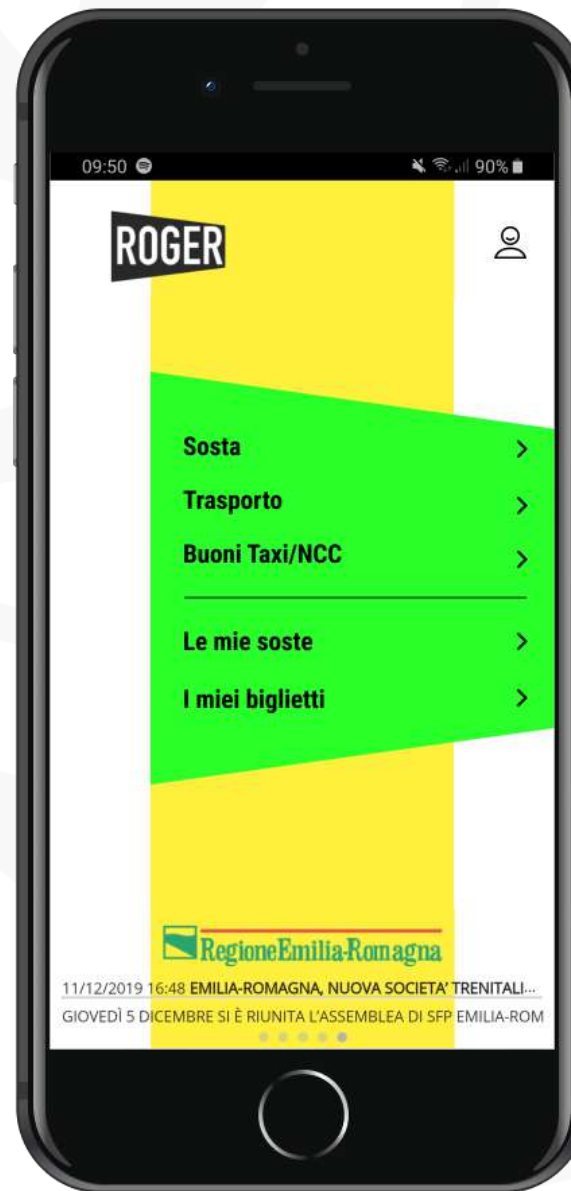 09:50 90%
ROGER
Sosta
Trasporto
Buoni Taxi/NCC
Le mie soste
I miei biglietti
RegioneEmilia-Romagna
11/12/2019 16:48 EMILIA-ROMAGNA, NUOVA SOCIETA' TRENITALI...
GIOVEDÌ 5 DICEMBRE SI È RIUNITA L'ASSEMBLEA DI SFP EMILIA-ROM